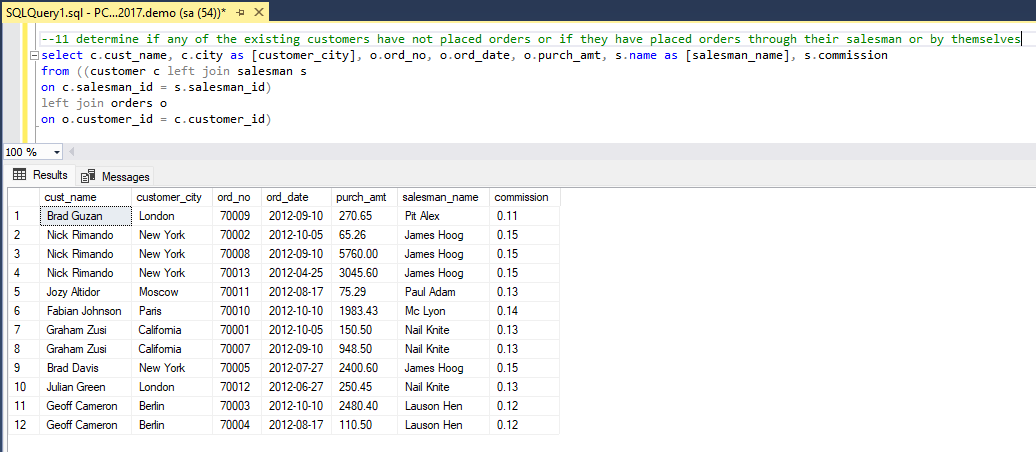 SQLQuery1.sql - PC...2017.demo (sa (54))*
--11 determine if any of the existing customers have not placed orders or if they have placed orders through their salesman or by themselves
select c.cust_name, c.city as [customer_city], o.ord_no, o.ord_date, o.purch_amt, s.name as [salesman_name], s.commission
from ((customer c left join salesman s
on c.salesman_id = s.salesman_id)
left join orders o
on o.customer_id = c.customer_id)
100 %
Results Messages
cust_name customer_city ord_no ord_date purch_amt salesman_name commission
1 Brad Guzan London 70009 2012-09-10 270.65 Pit Alex 0.11
2 Nick Rimando New York 70002 2012-10-05 65.26 James Hoog 0.15
3 Nick Rimando New York 70008 2012-09-10 5760.00 James Hoog 0.15
4 Nick Rimando New York 70013 2012-04-25 3045.60 James Hoog 0.15
5 Jozy Altidor Moscow 70011 2012-08-17 75.29 Paul Adam 0.13
6 Fabian Johnson Paris 70010 2012-10-10 1983.43 Mc Lyon 0.14
7 Graham Zusi California 70001 2012-10-05 150.50 Nail Knite 0.13
8 Graham Zusi California 70007 2012-09-10 948.50 Nail Knite 0.13
9 Brad Davis New York 70005 2012-07-27 2400.60 James Hoog 0.15
10 Julian Green London 70012 2012-06-27 250.45 Nail Knite 0.13
11 Geoff Cameron Berlin 70003 2012-10-10 2480.40 Lauson Hen 0.12
12 Geoff Cameron Berlin 70004 2012-08-17 110.50 Lauson Hen 0.12